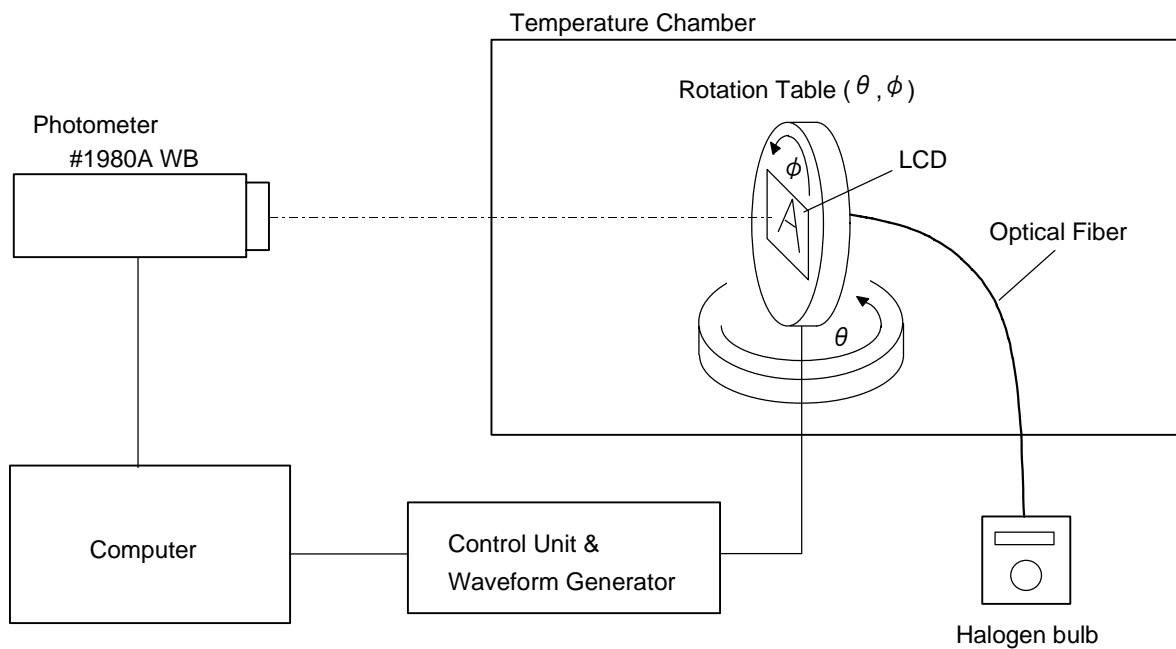 Temperature Chamber
Rotation Table ( θ , φ )
Photometer
#1980A WB
LCD
φ
A
Optical Fiber
θ
Computer
Control Unit &
Waveform Generator
Halogen bulb